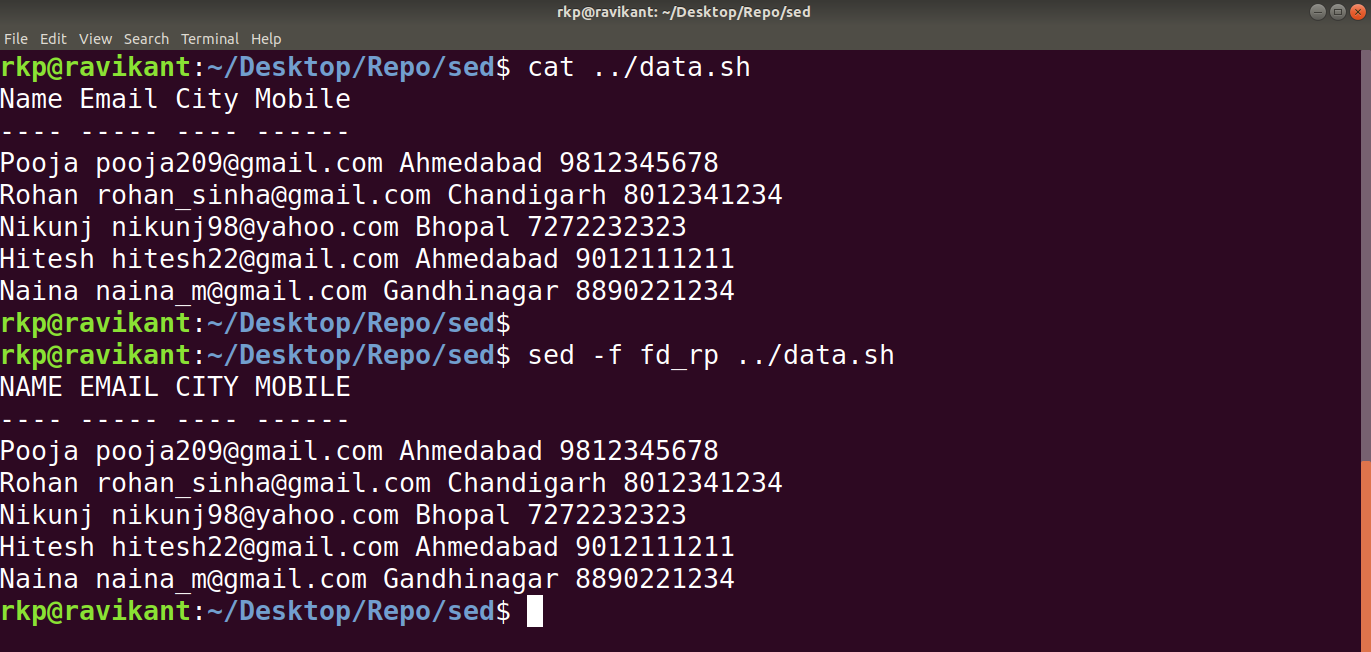 rkp@ravikant: ~/Desktop/Repo/sed
File Edit View Search Terminal Help
rkp@ravikant:~/Desktop/Repo/sed$ cat ../data.sh
Name Email City Mobile
---- ----- ---- ------
Pooja pooja209@gmail.com Ahmedabad 9812345678
Rohan rohan_sinha@gmail.com Chandigarh 8012341234
Nikunj nikunj98@yahoo.com Bhopal 7272232323
Hitesh hitesh22@gmail.com Ahmedabad 9012111211
Naina naina_m@gmail.com Gandhinagar 8890221234
rkp@ravikant:~/Desktop/Repo/sed$
rkp@ravikant:~/Desktop/Repo/sed$ sed -f fd_rp ../data.sh
NAME EMAIL CITY MOBILE
---- ----- ---- ------
Pooja pooja209@gmail.com Ahmedabad 9812345678
Rohan rohan_sinha@gmail.com Chandigarh 8012341234
Nikunj nikunj98@yahoo.com Bhopal 7272232323
Hitesh hitesh22@gmail.com Ahmedabad 9012111211
Naina naina_m@gmail.com Gandhinagar 8890221234
rkp@ravikant:~/Desktop/Repo/sed$